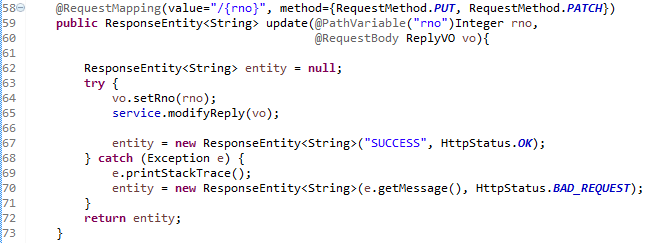 58 @RequestMapping(value="/{rno}", method={RequestMethod.PUT, RequestMethod.PATCH})
59 public ResponseEntity<String> update(@PathVariable("rno")Integer rno,
60 @RequestBody ReplyVO vo){
61
62 ResponseEntity<String> entity = null;
63 try {
64 vo.setRno(rno);
65 service.modifyReply(vo);
66
67 entity = new ResponseEntity<String>("SUCCESS", HttpStatus.OK);
68 } catch (Exception e) {
69 e.printStackTrace();
70 entity = new ResponseEntity<String>(e.getMessage(), HttpStatus.BAD_REQUEST);
71 }
72 return entity;
73 }